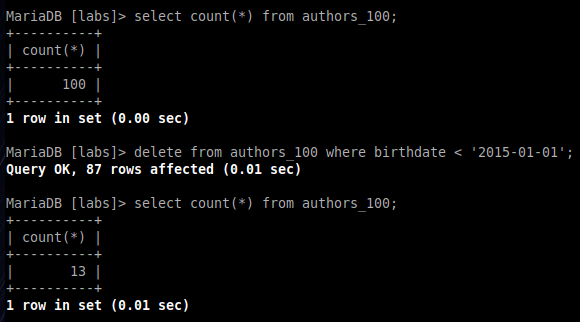 MariaDB [labs]> select count(*) from authors_100;
+----------+
| count(*) |
+----------+
|      100 |
+----------+
1 row in set (0.00 sec)

MariaDB [labs]> delete from authors_100 where birthdate < '2015-01-01';
Query OK, 87 rows affected (0.01 sec)

MariaDB [labs]> select count(*) from authors_100;
+----------+
| count(*) |
+----------+
|       13 |
+----------+
1 row in set (0.01 sec)